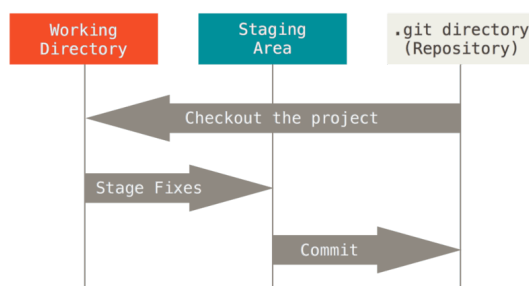 Working
Directory
Staging
Area
.git directory
(Repository)
Checkout the project
Stage Fixes
Commit